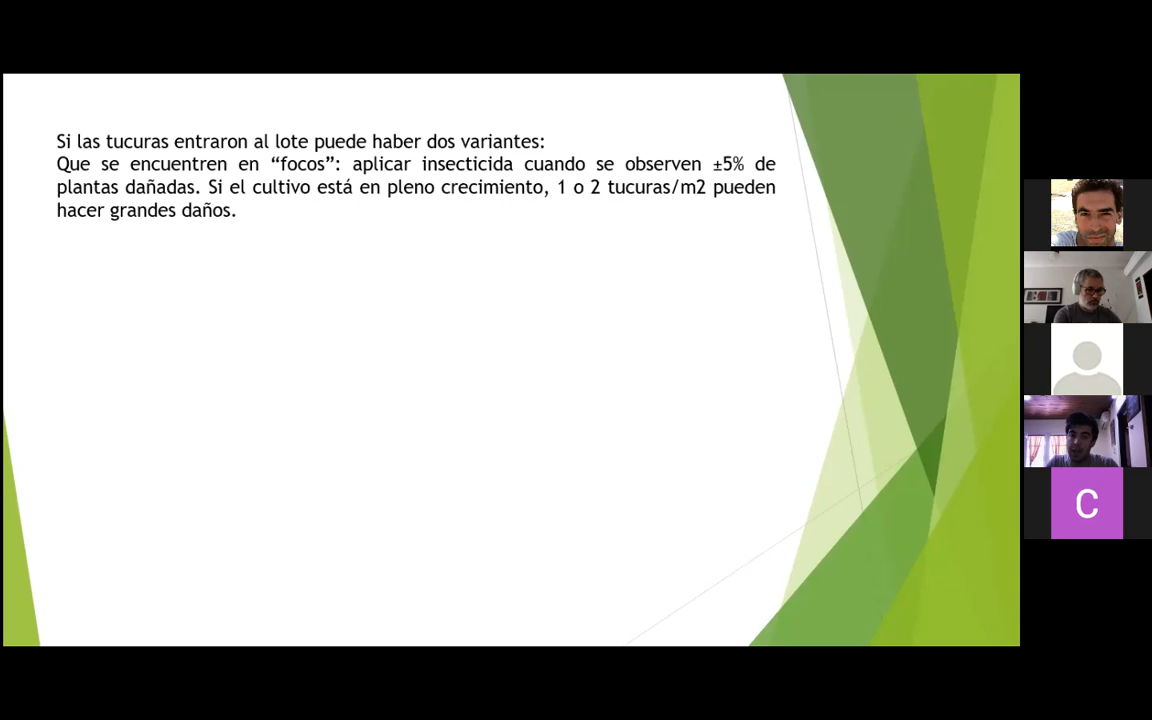 Si las tucuras entraron al lote puede haber dos variantes:
Que se encuentren en “focos”: aplicar insecticida cuando se observen ±5% de
plantas dañadas. Si el cultivo está en pleno crecimiento, 1 o 2 tucuras/m2 pueden
hacer grandes daños.
C